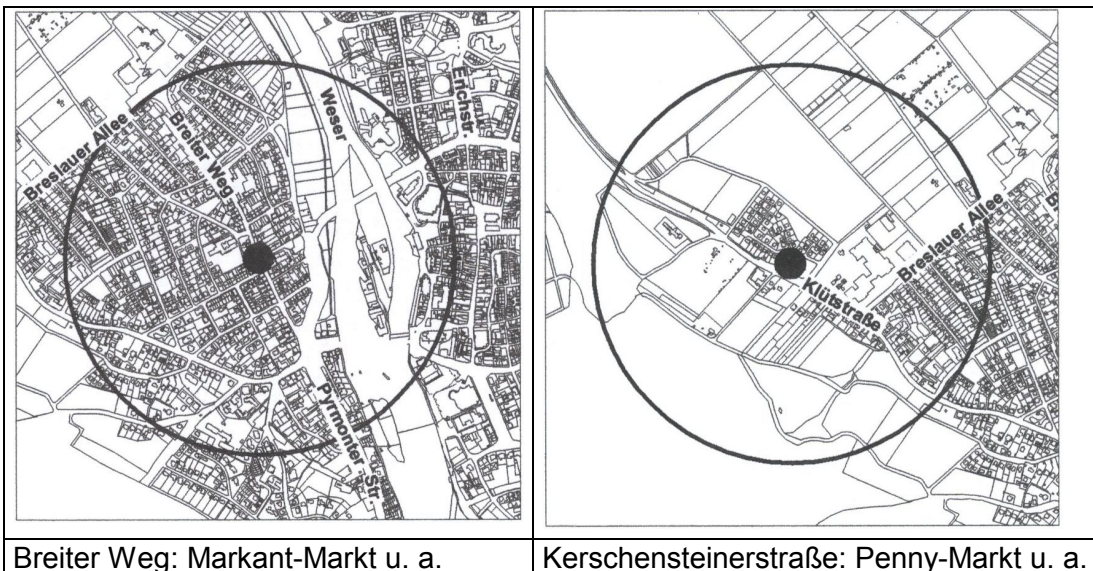 Breslauer Allee
Breiter Weg
Weser
Erichstr.
Pyrmonter Str.
Breslauer Allee
Klütstraße
B
Breiter Weg: Markant-Markt u. a.
Kerschensteinerstraße: Penny-Markt u. a.